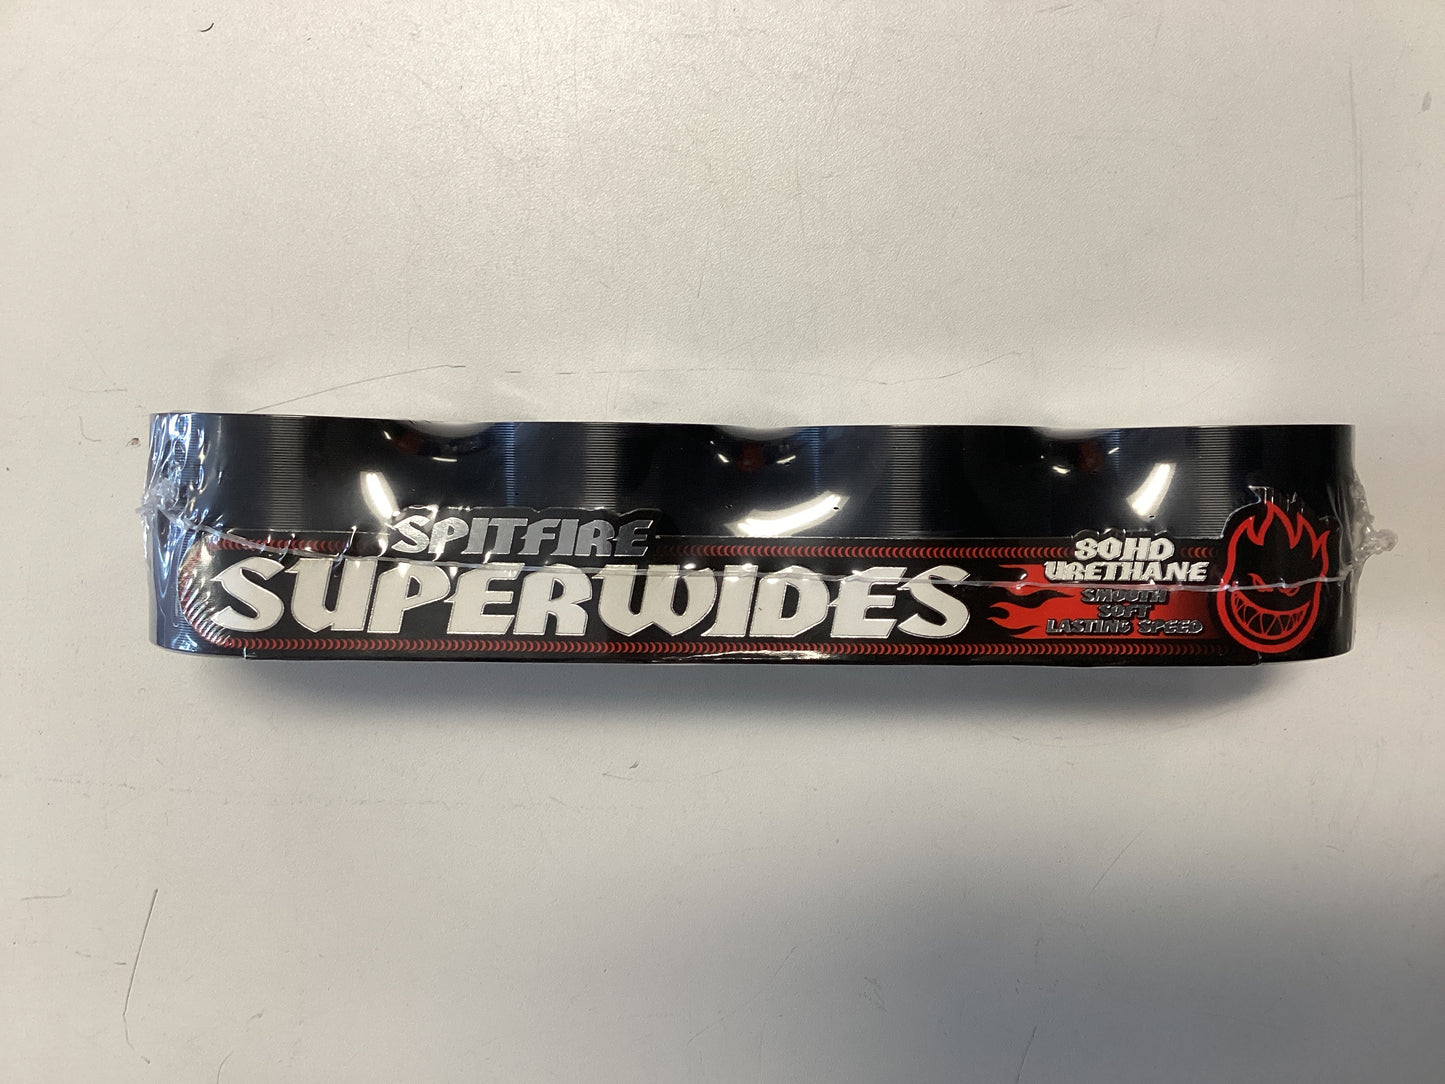 SPITFIRE
SUPERWIDES
80HD
URETHANE
SMOOTH
SOFT
LASTING SPEED